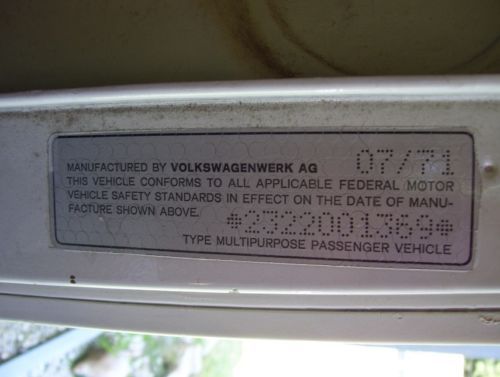 MANUFACTURED BY VOLKSWAGENWERK AG 07/71
THIS VEHICLE CONFORMS TO ALL APPLICABLE FEDERAL MOTOR
VEHICLE SAFETY STANDARDS IN EFFECT ON THE DATE OF MANU-
FACTURE SHOWN ABOVE. *2322001369*
TYPE MULTIPURPOSE PASSENGER VEHICLE